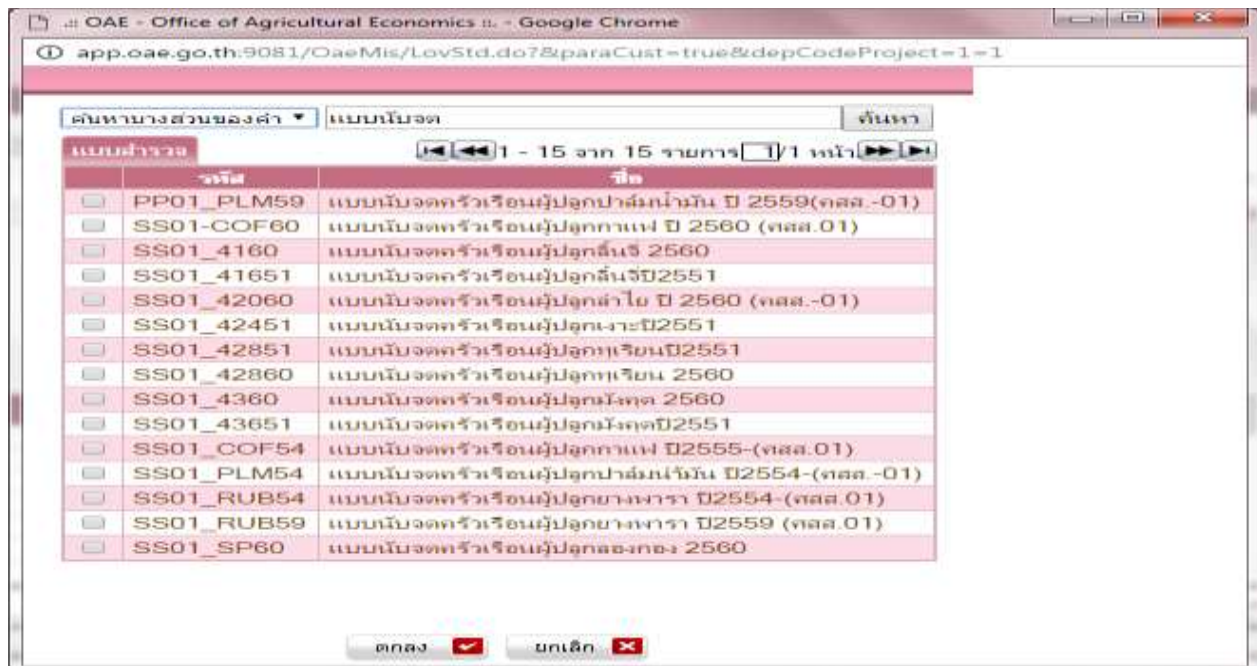 .:: OAE - Office of Agricultural Economics ::. - Google Chrome
app.oae.go.th:9081/OaeMis/LovStd.do?&paraCust=true&depCodeProject=1=1
ค้นหาบางส่วนของคำ แบบนับจด ค้นหา
แบบสำรวจ 1 - 15 จาก 15 รายการ 1/1 หน้า
รหัส ชื่อ
PP01_PLM59 แบบนับจดครัวเรือนผู้ปลูกปาล์มน้ำมัน ปี 2559(ศสส.-01)
SS01-COF60 แบบนับจดครัวเรือนผู้ปลูกกาแฟ ปี 2560 (ศสส.01)
SS01_4160 แบบนับจดครัวเรือนผู้ปลูกลิ้นจี่ 2560
SS01_41651 แบบนับจดครัวเรือนผู้ปลูกลิ้นจี่ปี2551
SS01_42060 แบบนับจดครัวเรือนผู้ปลูกลำไย ปี 2560 (ศสส.-01)
SS01_42451 แบบนับจดครัวเรือนผู้ปลูกเงาะปี2551
SS01_42851 แบบนับจดครัวเรือนผู้ปลูกทุเรียนปี2551
SS01_42860 แบบนับจดครัวเรือนผู้ปลูกทุเรียน 2560
SS01_4360 แบบนับจดครัวเรือนผู้ปลูกมังคุด 2560
SS01_43651 แบบนับจดครัวเรือนผู้ปลูกมังคุดปี2551
SS01_COF54 แบบนับจดครัวเรือนผู้ปลูกกาแฟ ปี2555-(ศสส.01)
SS01_PLM54 แบบนับจดครัวเรือนผู้ปลูกปาล์มน้ำมัน ปี2554-(ศสส.-01)
SS01_RUB54 แบบนับจดครัวเรือนผู้ปลูกยางพารา ปี2554-(ศสส.01)
SS01_RUB59 แบบนับจดครัวเรือนผู้ปลูกยางพารา ปี2559 (ศสส.01)
SS01_SP60 แบบนับจดครัวเรือนผู้ปลูกลองกอง 2560
ตกลง ยกเลิก